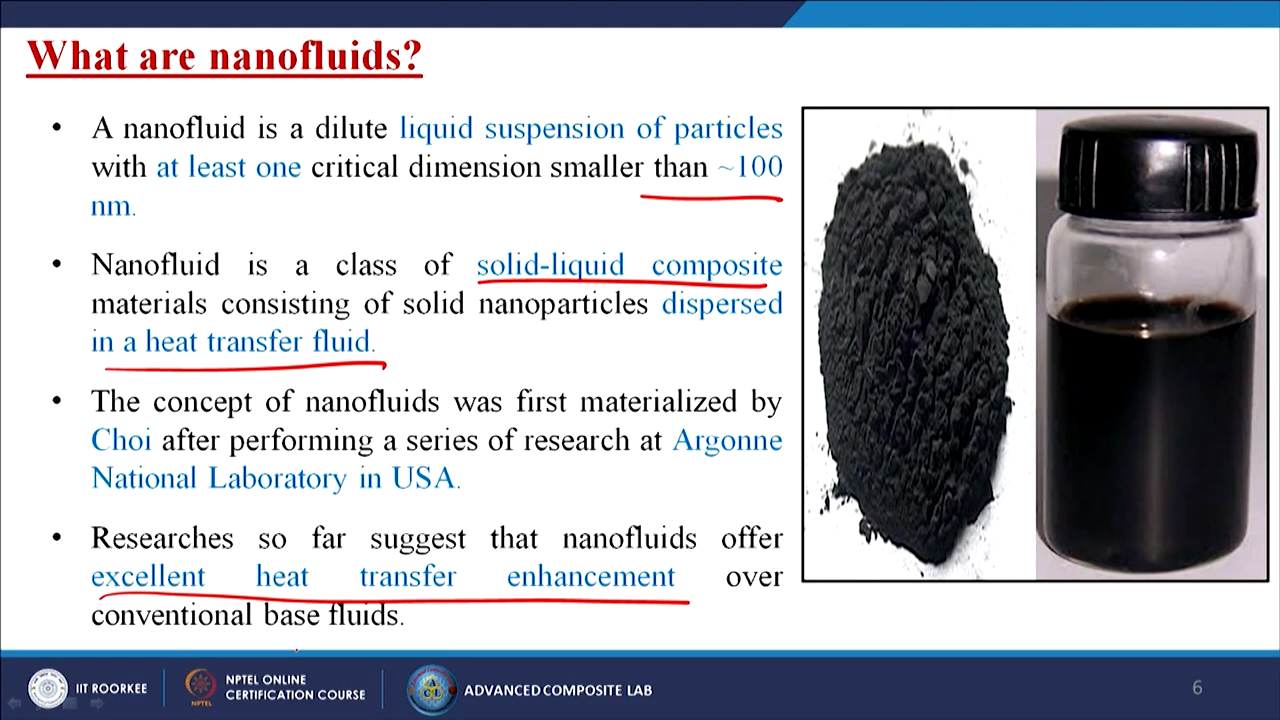 What are nanofluids?
• A nanofluid is a dilute liquid suspension of particles
with at least one critical dimension smaller than ~100
nm.
• Nanofluid is a class of solid-liquid composite
materials consisting of solid nanoparticles dispersed
in a heat transfer fluid.
• The concept of nanofluids was first materialized by
Choi after performing a series of research at Argonne
National Laboratory in USA.
• Researches so far suggest that nanofluids offer
excellent heat transfer enhancement over
conventional base fluids.
IIT ROORKEE
NPTEL
NPTEL ONLINE
CERTIFICATION COURSE
ACL
ADVANCED COMPOSITE LAB
6